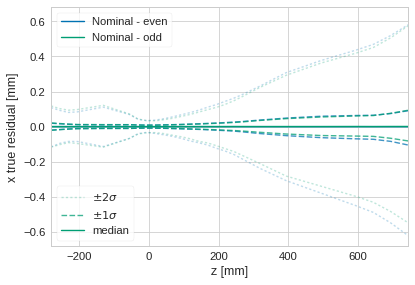 Nominal - even
Nominal - odd
x true residual [mm]
0.6
0.4
0.2
0.0
−0.2
−0.4
−0.6
±2σ
±1σ
median
−200 0 200 400 600
z [mm]